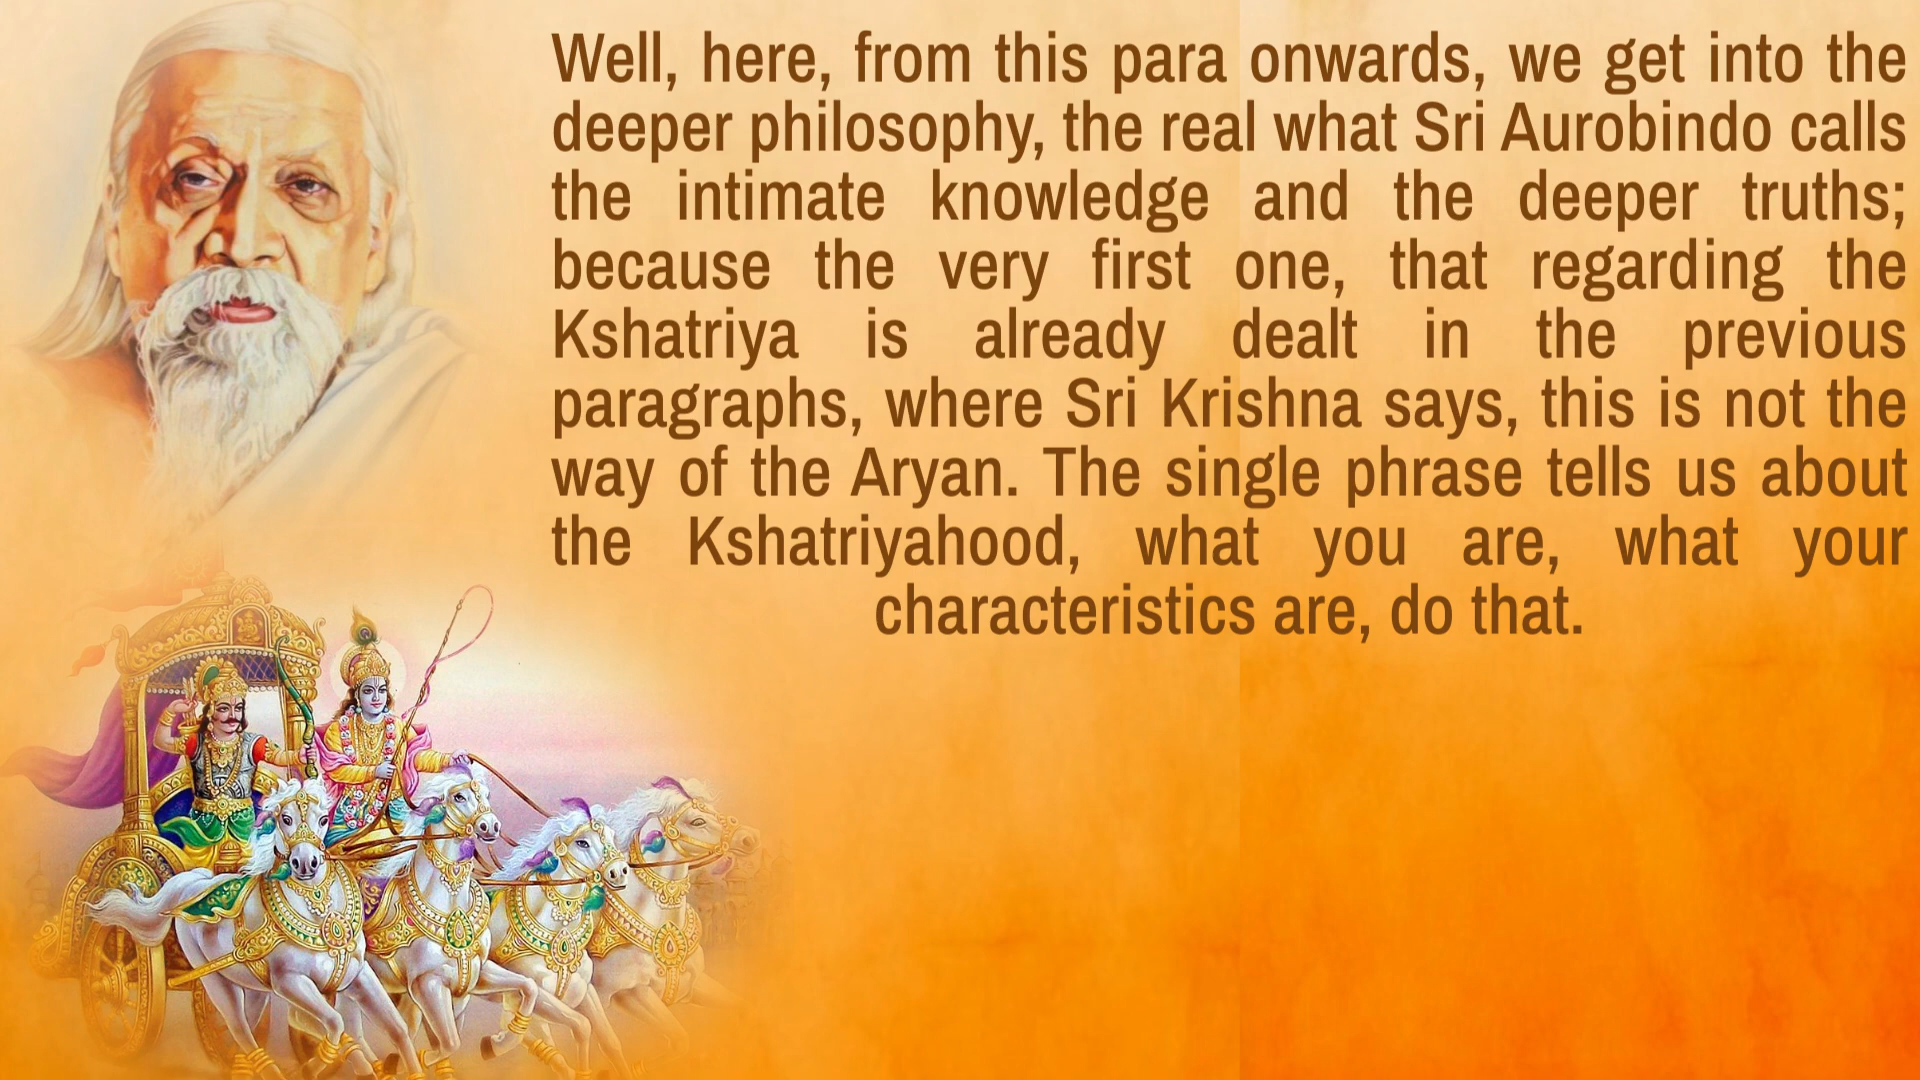 Well, here, from this para onwards, we get into the
deeper philosophy, the real what Sri Aurobindo calls
the intimate knowledge and the deeper truths;
because the very first one, that regarding the
Kshatriya is already dealt in the previous
paragraphs, where Sri Krishna says, this is not the
way of the Aryan. The single phrase tells us about
the Kshatriyahood, what you are, what your
characteristics are, do that.